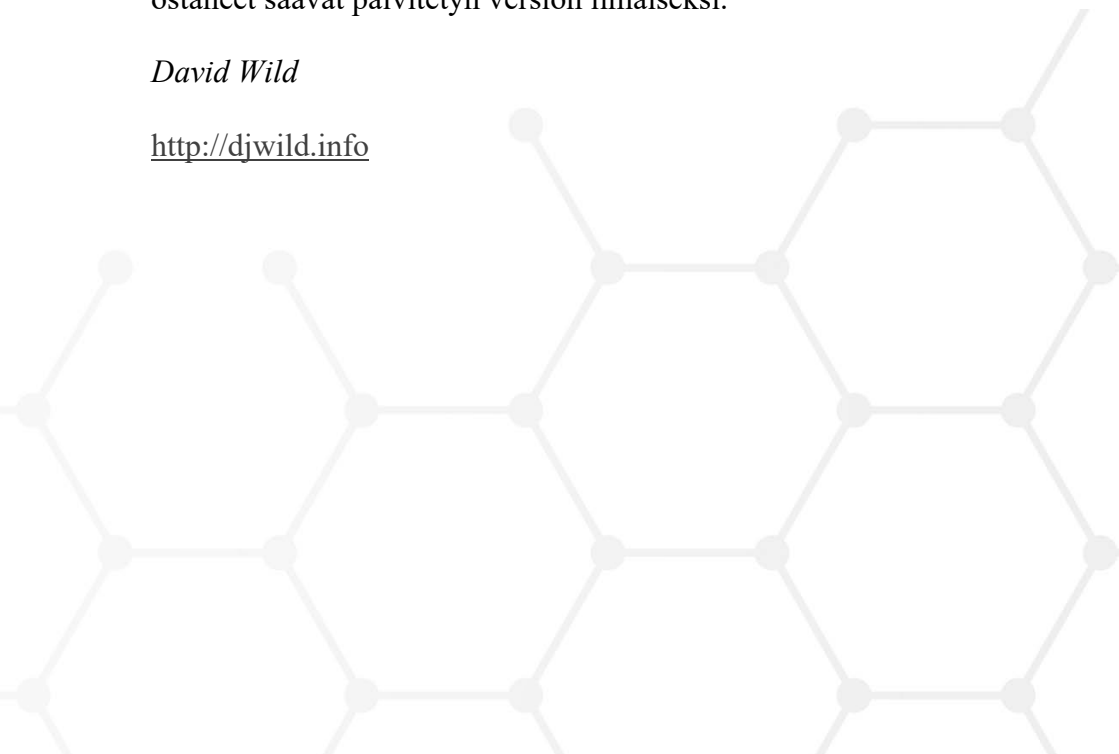 ostaneet saavat päivitetyn version ilmaiseksi.
David Wild
http://djwild.info